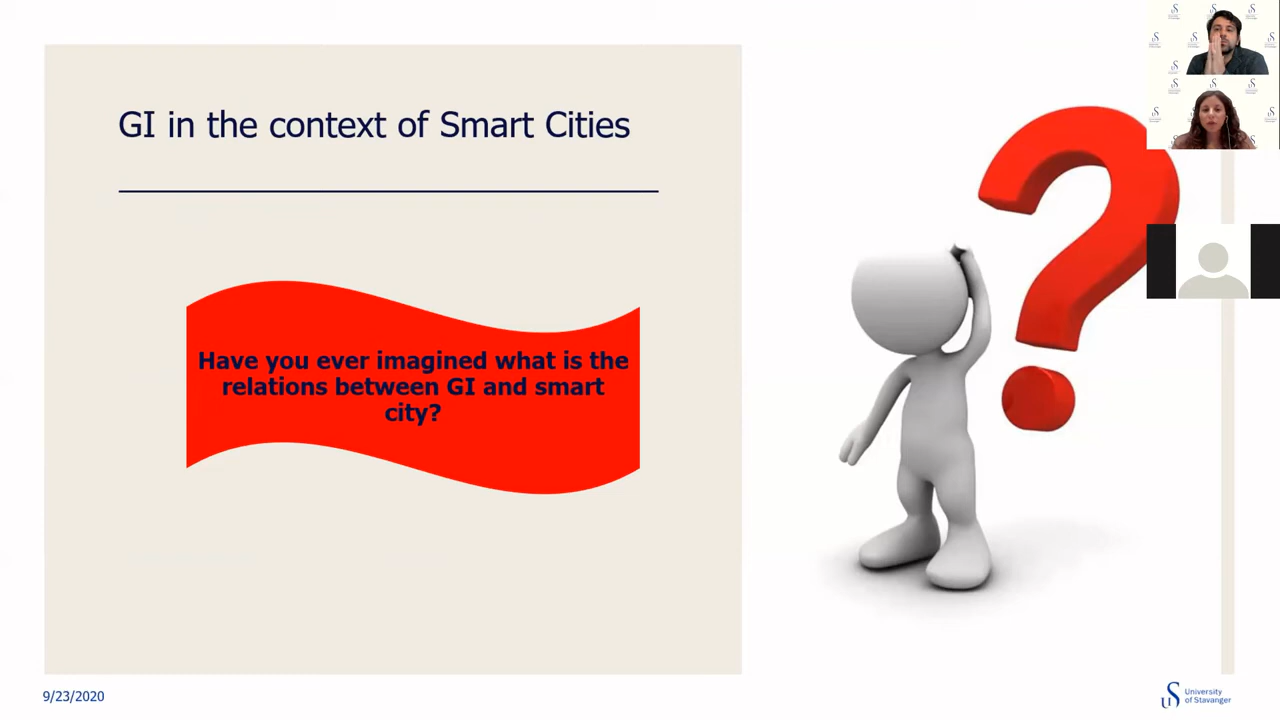 GI in the context of Smart Cities
Have you ever imagined what is the
relations between GI and smart
city?
9/23/2020
University
of Stavanger